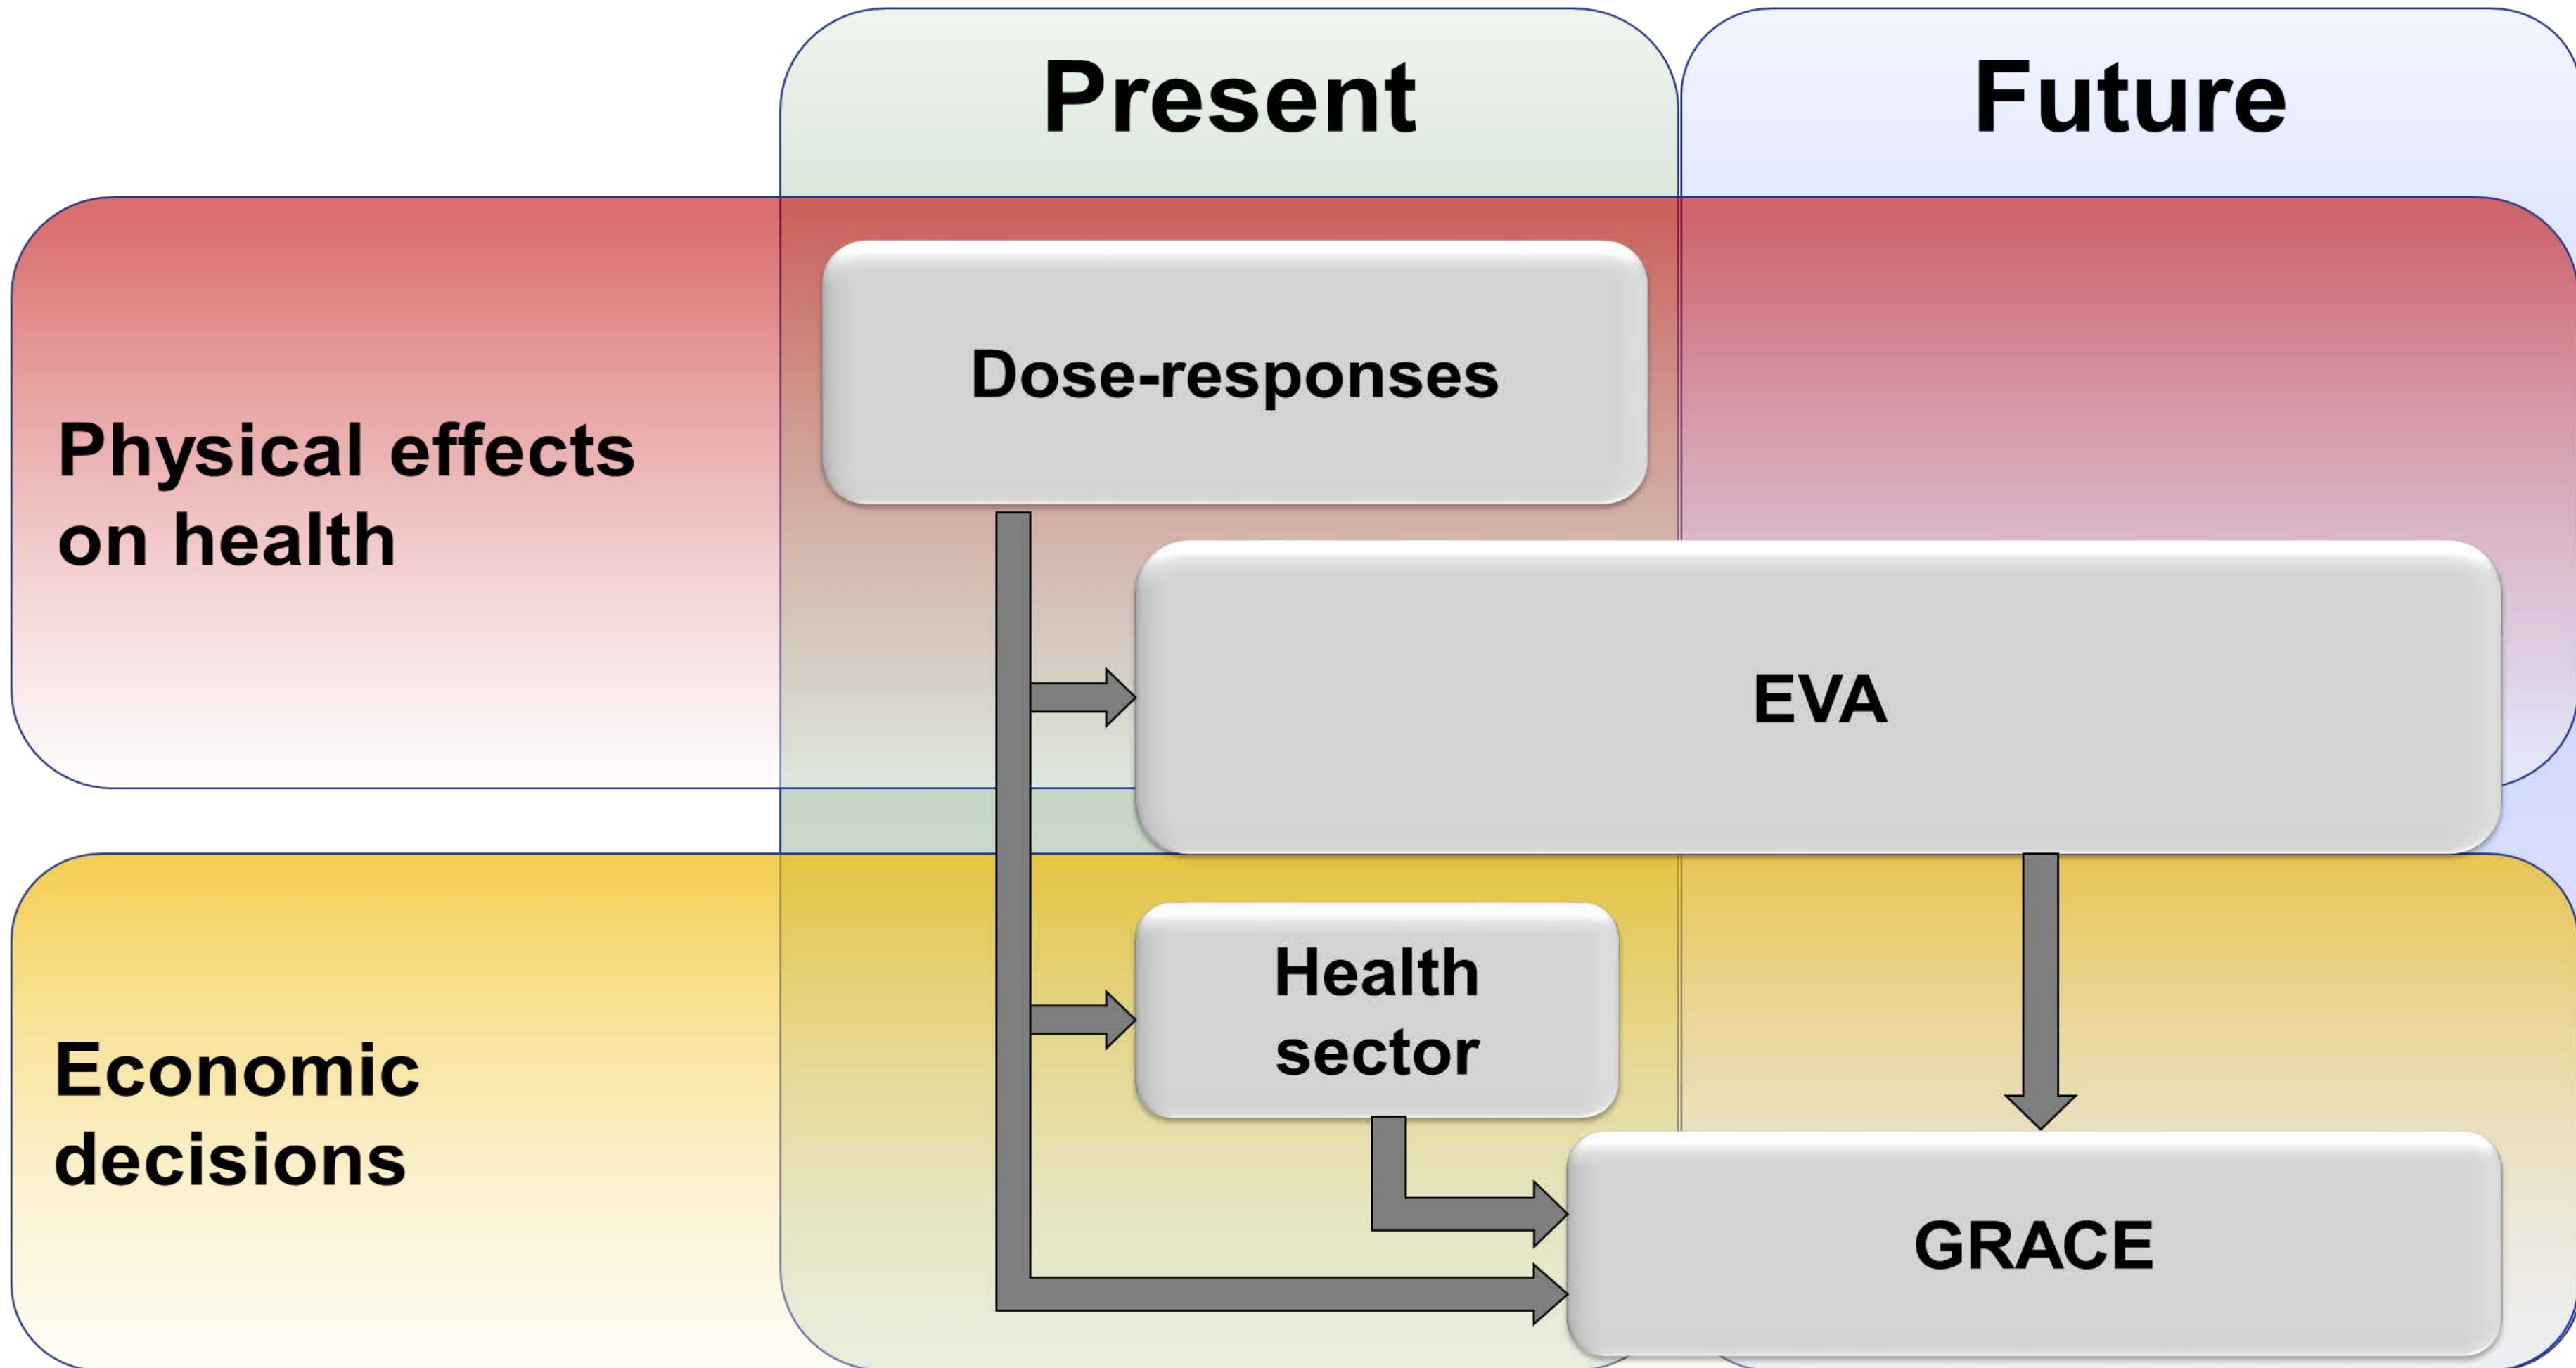 Present
Future
Dose-responses
Physical effects
on health
EVA
Health
sector
Economic
decisions
GRACE